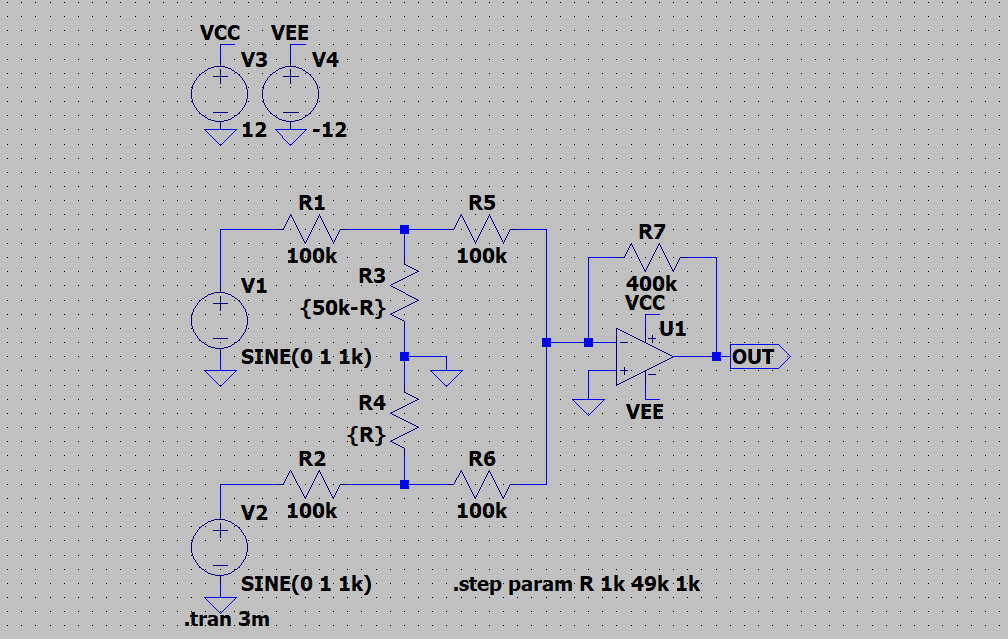 VCC VEE
V3 V4
12 -12
R1 R5
100k 100k
R7
400k
R3
{50k-R}
V1
VCC
U1
SINE(0 1 1k)
OUT
R4
{R}
VEE
R2 R6
100k 100k
V2
SINE(0 1 1k)
.step param R 1k 49k 1k
.tran 3m